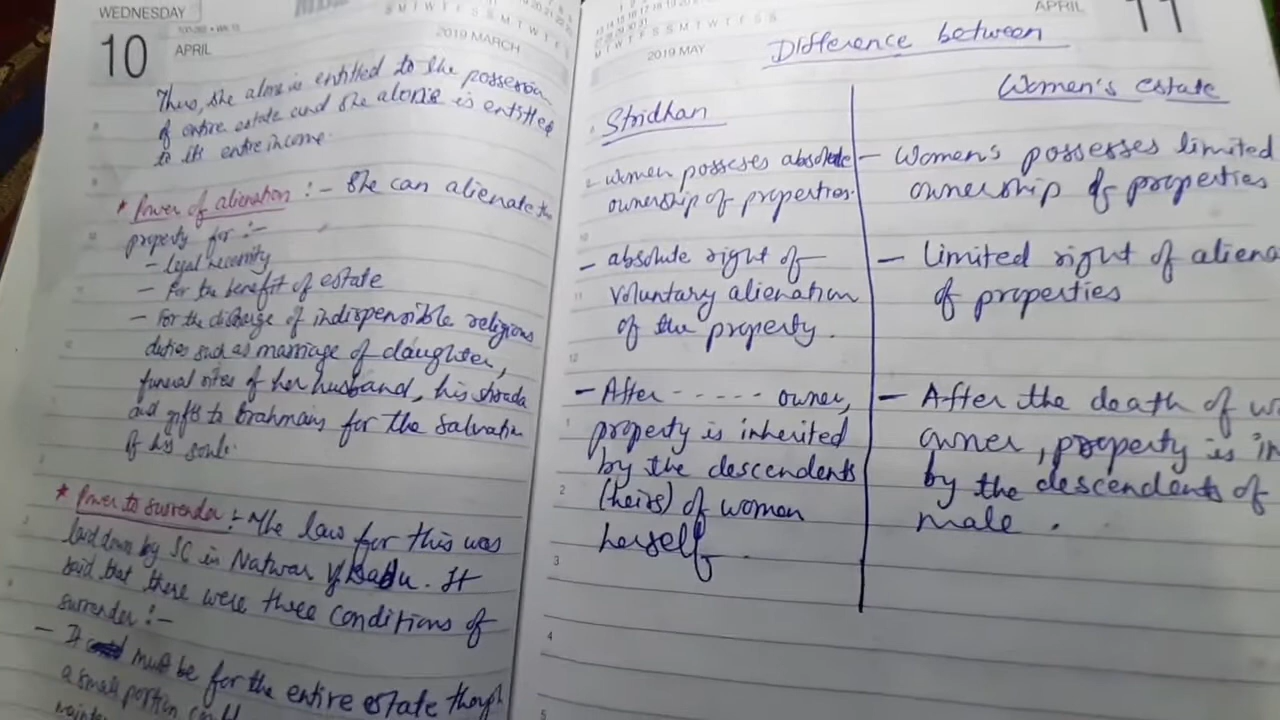 WEDNESDAY
10
APRIL
2019 MARCH
Thus, she alone is entitled to the possession
of entire estate and she alone is entitled
to its entire income.
* Power of alienation :- She can alienate the
property for :-
- legal necessity
- For the benefit of estate
- For the discharge of indispensible religious
duties such as marriage of daughter,
funeral rites of her husband, his shrada
and gifts to Brahmains for the salvation
of his soul.
* Power to surrender :- The law for this was
laid down by SC in Natwar v/s Dadu. It
said that there were three conditions of
surrender :-
- It must be for the entire estate though
a small portion
APRIL
11
2019 MAY
Difference between
Stridhan
- women posseses absolute
ownership of properties.
- absolute right of
voluntary alienation
of the property.
- After - - - - - owner,
property is inherited
by the descendents
(heirs) of women
herself.
Women's estate
- Women's possesses limited
ownership of properties
- Limited right of aliena
of properties
- After the death of
owner, property is in
by the descendents of
male.